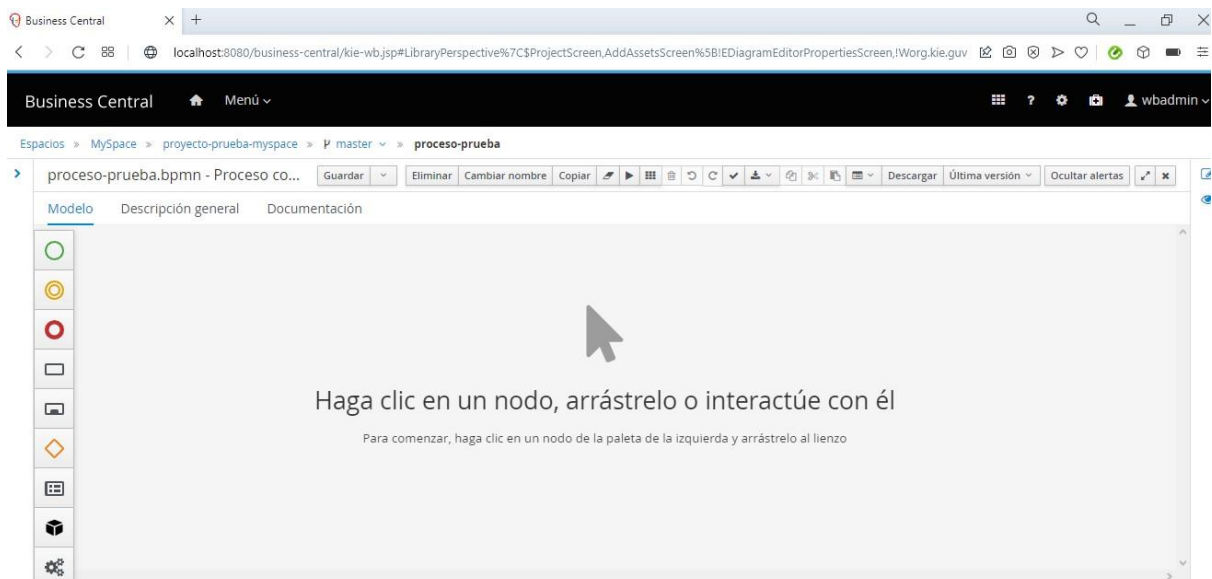 Business Central
localhost:8080/business-central/kie-wb.jsp#LibraryPerspective%7C$ProjectScreen,AddAssetsScreen%5B!EDiagramEditorPropertiesScreen,!Worg.kie.guv
Business Central Menú ? wbadmin
Espacios » MySpace » proyecto-prueba-myspace » master » proceso-prueba
proceso-prueba.bpmn - Proceso co... Guardar Eliminar Cambiar nombre Copiar Descargar Última versión Ocultar alertas
Modelo Descripción general Documentación
Haga clic en un nodo, arrástrelo o interactúe con él
Para comenzar, haga clic en un nodo de la paleta de la izquierda y arrástrelo al lienzo